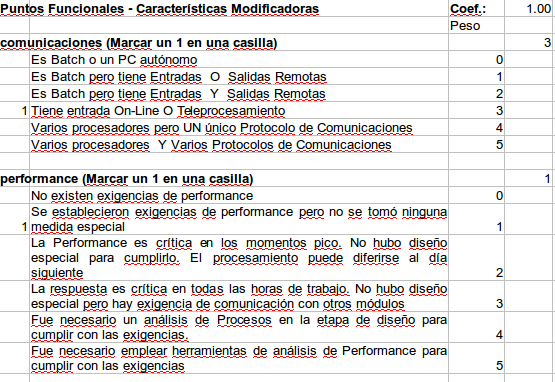 Puntos Funcionales - Características Modificadoras Coef.: 1.00
Peso
comunicaciones (Marcar un 1 en una casilla) 3
Es Batch o un PC autónomo 0
Es Batch pero tiene Entradas O Salidas Remotas 1
Es Batch pero tiene Entradas Y Salidas Remotas 2
1 Tiene entrada On-Line O Teleprocesamiento 3
Varios procesadores pero UN único Protocolo de Comunicaciones 4
Varios procesadores Y Varios Protocolos de Comunicaciones 5
performance (Marcar un 1 en una casilla) 1
No existen exigencias de performance 0
Se establecieron exigencias de performance pero no se tomó ninguna
1 medida especial 1
La Performance es crítica en los momentos pico. No hubo diseño
especial para cumplirlo. El procesamiento puede diferirse al día
siguiente 2
La respuesta es crítica en todas las horas de trabajo. No hubo diseño
especial pero hay exigencia de comunicación con otros módulos 3
Fue necesario un análisis de Procesos en la etapa de diseño para
cumplir con las exigencias. 4
Fue necesario emplear herramientas de análisis de Performance para
cumplir con las exigencias 5